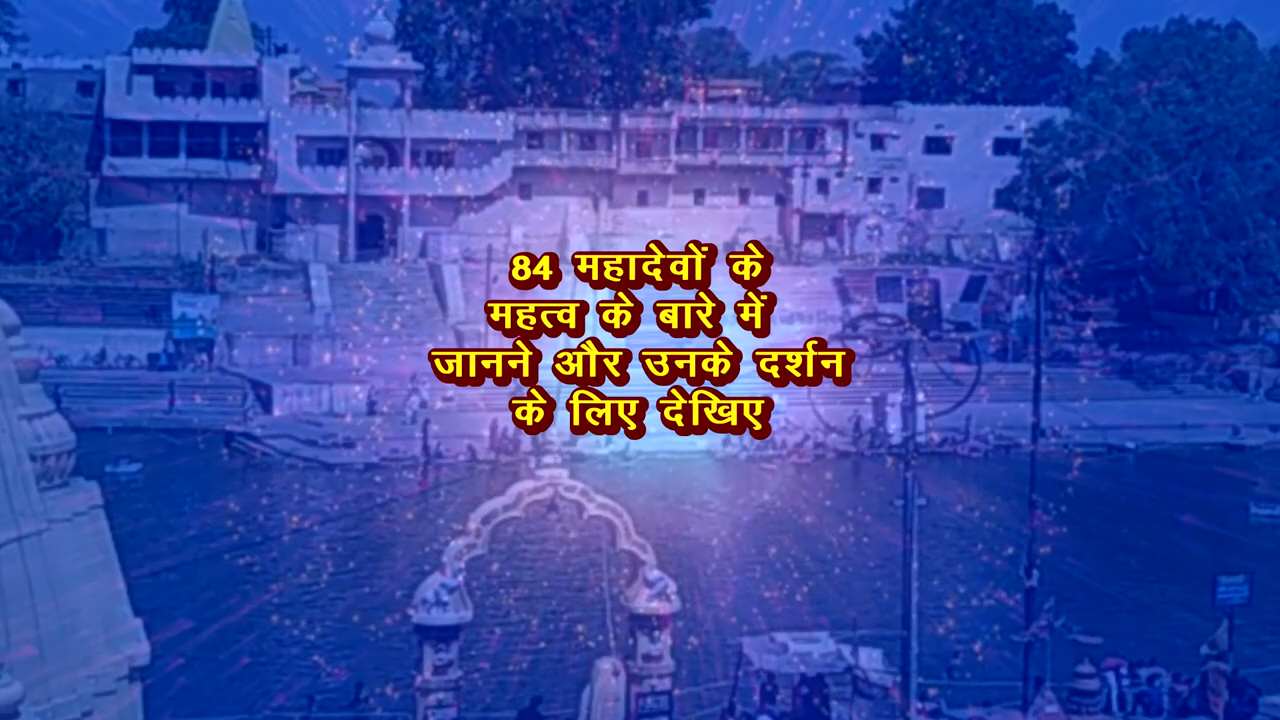 84 महादेवों के
महत्व के बारे में
जानने और उनके दर्शन
के लिए देखिए